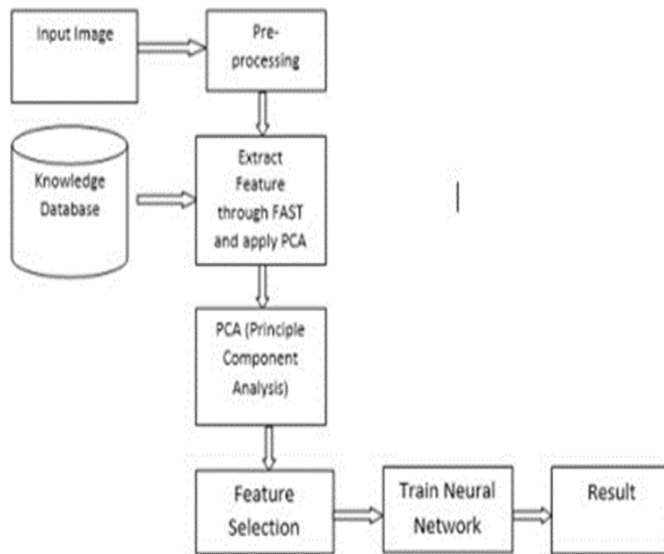 Input Image
Pre-
processing
Knowledge
Database
Extract
Feature
through FAST
and apply PCA
PCA (Principle
Component
Analysis)
Feature
Selection
Train Neural
Network
Result